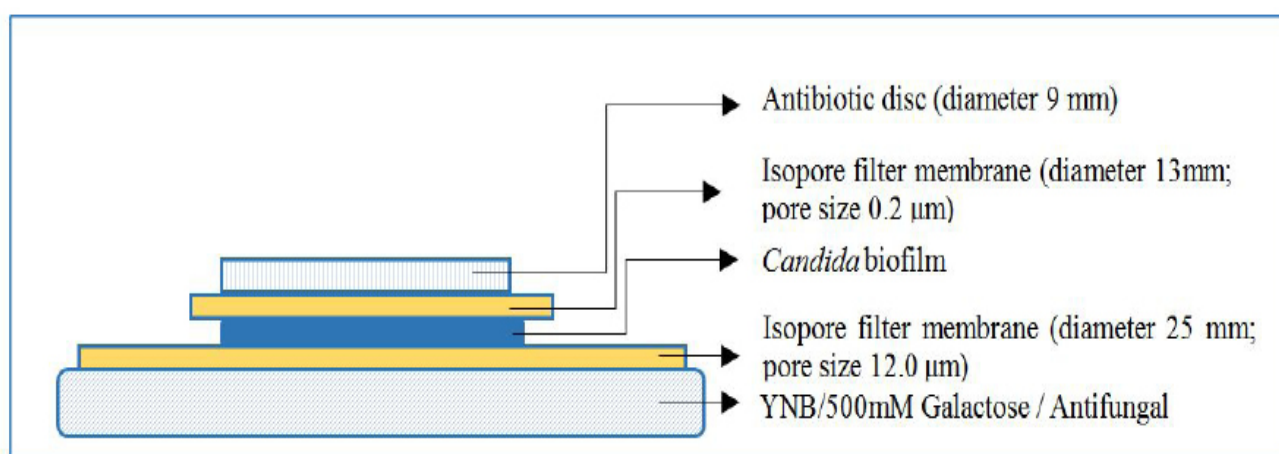 Antibiotic disc (diameter 9 mm)
Isopore filter membrane (diameter 13mm;
pore size 0.2 μm)
Candida biofilm
Isopore filter membrane (diameter 25 mm;
pore size 12.0 μm)
YNB/500mM Galactose / Antifungal